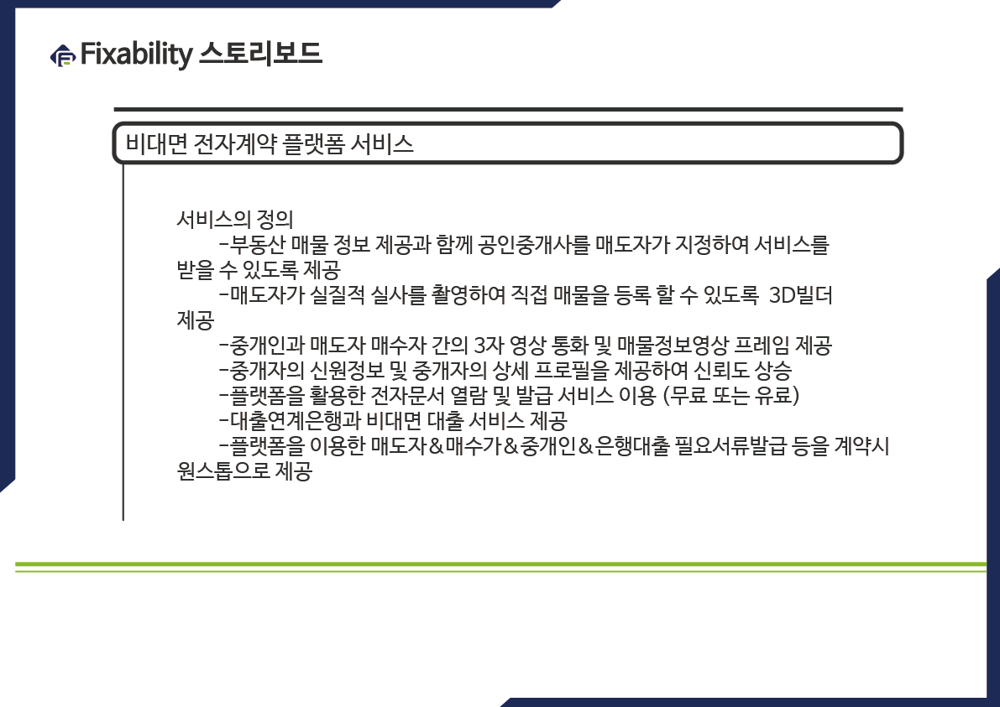 Fixability 스토리보드
비대면 전자계약 플랫폼 서비스
서비스의 정의
-부동산 매물 정보 제공과 함께 공인중개사를 매도자가 지정하여 서비스를
받을 수 있도록 제공
-매도자가 실질적 실사를 촬영하여 직접 매물을 등록 할 수 있도록 3D빌더
제공
-중개인과 매도자 매수자 간의 3자 영상 통화 및 매물정보영상 프레임 제공
-중개자의 신원정보 및 중개자의 상세 프로필을 제공하여 신뢰도 상승
-플랫폼을 활용한 전자문서 열람 및 발급 서비스 이용 (무료 또는 유료)
-대출연계은행과 비대면 대출 서비스 제공
-플랫폼을 이용한 매도자&매수가&중개인&은행대출 필요서류발급 등을 계약시
원스톱으로 제공